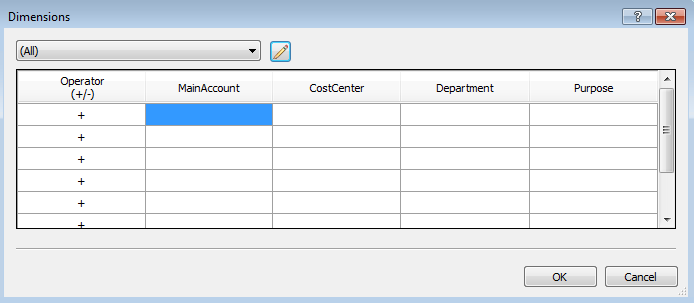 Dimensions
(All)
Operator
(+/-)
MainAccount
CostCenter
Department
Purpose
+
+
+
+
+
+
OK
Cancel